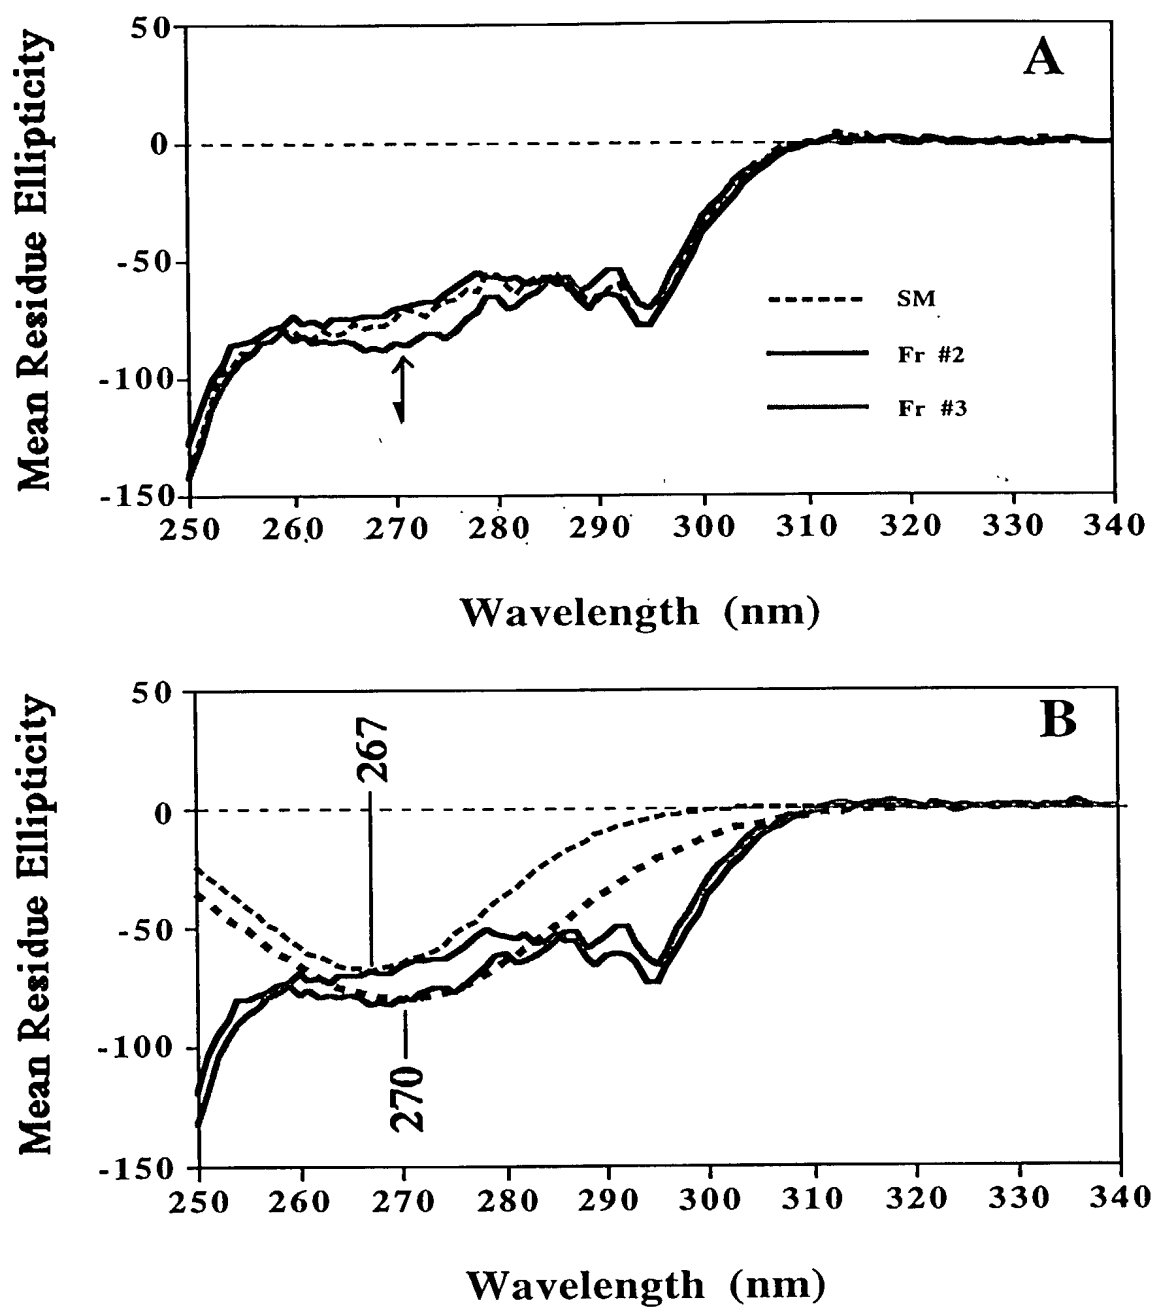 A
Mean Residue Ellipticity
50
0
-50
-100
-150
SM
Fr #2
Fr #3
250 260 270 280 290 300 310 320 330 340
Wavelength (nm)
B
Mean Residue Ellipticity
50
0
-50
-100
-150
267
270
250 260 270 280 290 300 310 320 330 340
Wavelength (nm)